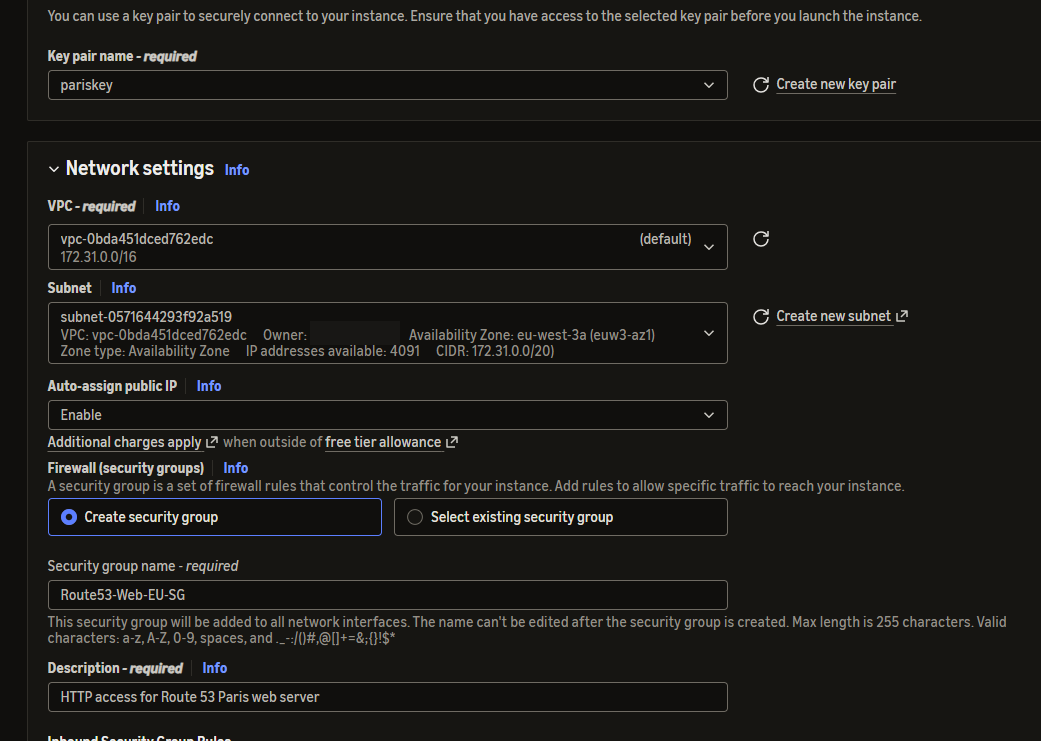 You can use a key pair to securely connect to your instance. Ensure that you have access to the selected key pair before you launch the instance.
Key pair name - required
pariskey
Create new key pair
Network settings Info
VPC - required Info
vpc-0bda451dced762edc (default)
172.31.0.0/16
Subnet Info
subnet-0571644293f92a519
VPC: vpc-0bda451dced762edc Owner: Availability Zone: eu-west-3a (euw3-az1)
Zone type: Availability Zone IP addresses available: 4091 CIDR: 172.31.0.0/20)
Create new subnet
Auto-assign public IP Info
Enable
Additional charges apply when outside of free tier allowance
Firewall (security groups) Info
A security group is a set of firewall rules that control the traffic for your instance. Add rules to allow specific traffic to reach your instance.
Create security group
Select existing security group
Security group name - required
Route53-Web-EU-SG
This security group will be added to all network interfaces. The name can't be edited after the security group is created. Max length is 255 characters. Valid
characters: a-z, A-Z, 0-9, spaces, and ._-:/()#,@[]+=&;{}!$*
Description - required Info
HTTP access for Route 53 Paris web server
Inbound Security Group Rules